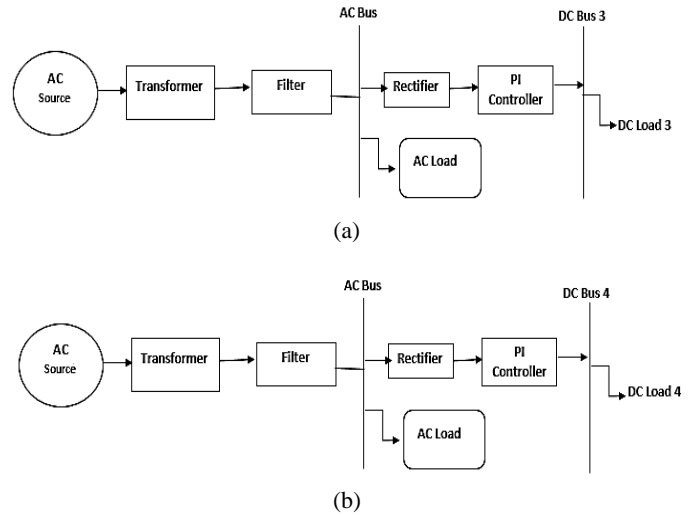 AC Bus
DC Bus 3
AC
Source
Transformer
Filter
Rectifier
PI
Controller
DC Load 3
AC Load
(a)
AC Bus
DC Bus 4
AC
Source
Transformer
Filter
Rectifier
PI
Controller
DC Load 4
AC Load
(b)